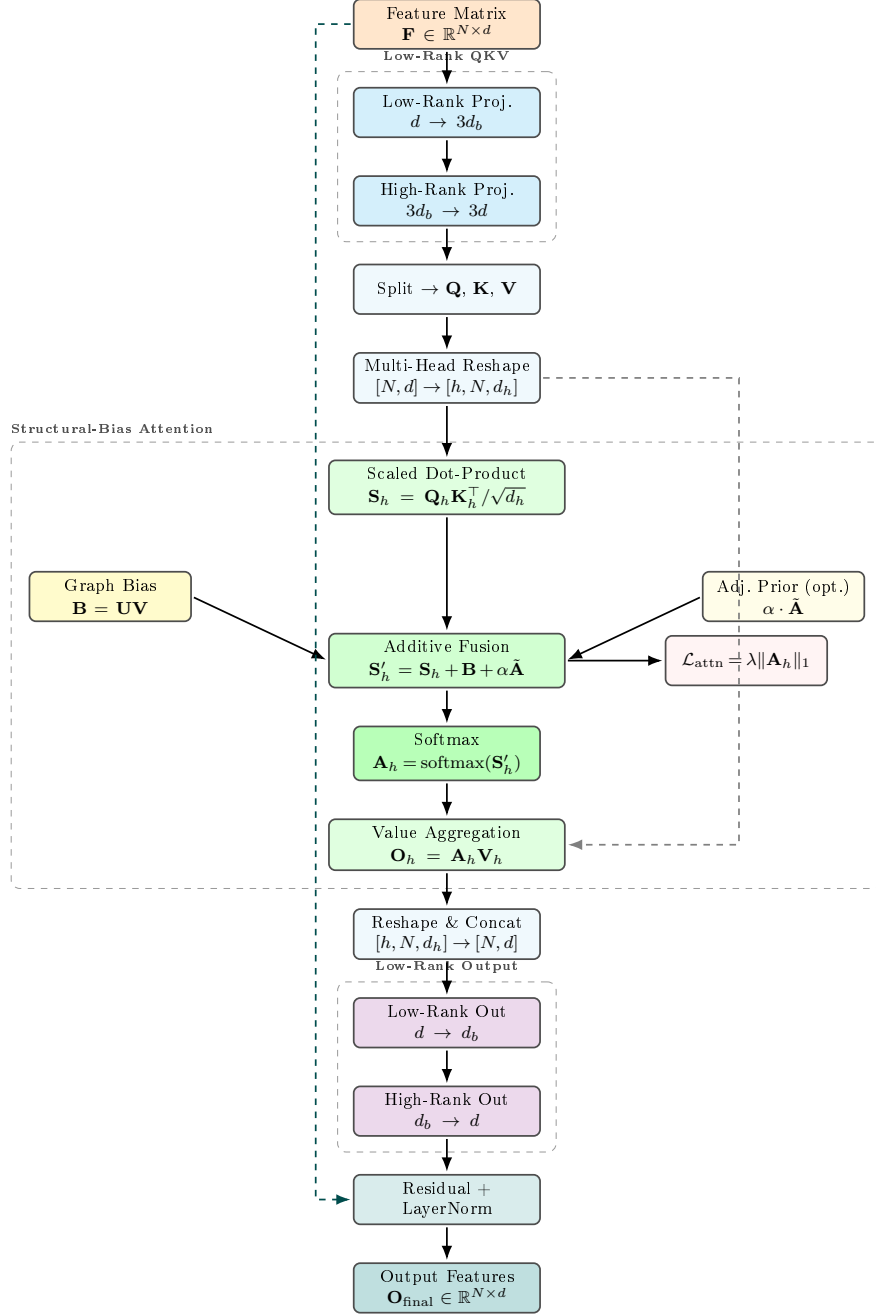 Feature Matrix
F ∈ ℝ^{N×d}
Low-Rank QKV
Low-Rank Proj.
d → 3d_b
High-Rank Proj.
3d_b → 3d
Split → Q, K, V
Multi-Head Reshape
[N, d] → [h, N, d_h]
Structural-Bias Attention
Scaled Dot-Product
S_h = Q_h K_h^⊤/√d_h
Graph Bias
B = UV
Adj. Prior (opt.)
α · Ã
Additive Fusion
S′_h = S_h + B + αÃ
L_attn = λ‖A_h‖_1
Softmax
A_h = softmax(S′_h)
Value Aggregation
O_h = A_h V_h
Reshape & Concat
[h, N, d_h] → [N, d]
Low-Rank Output
Low-Rank Out
d → d_b
High-Rank Out
d_b → d
Residual +
LayerNorm
Output Features
O_final ∈ ℝ^{N×d}